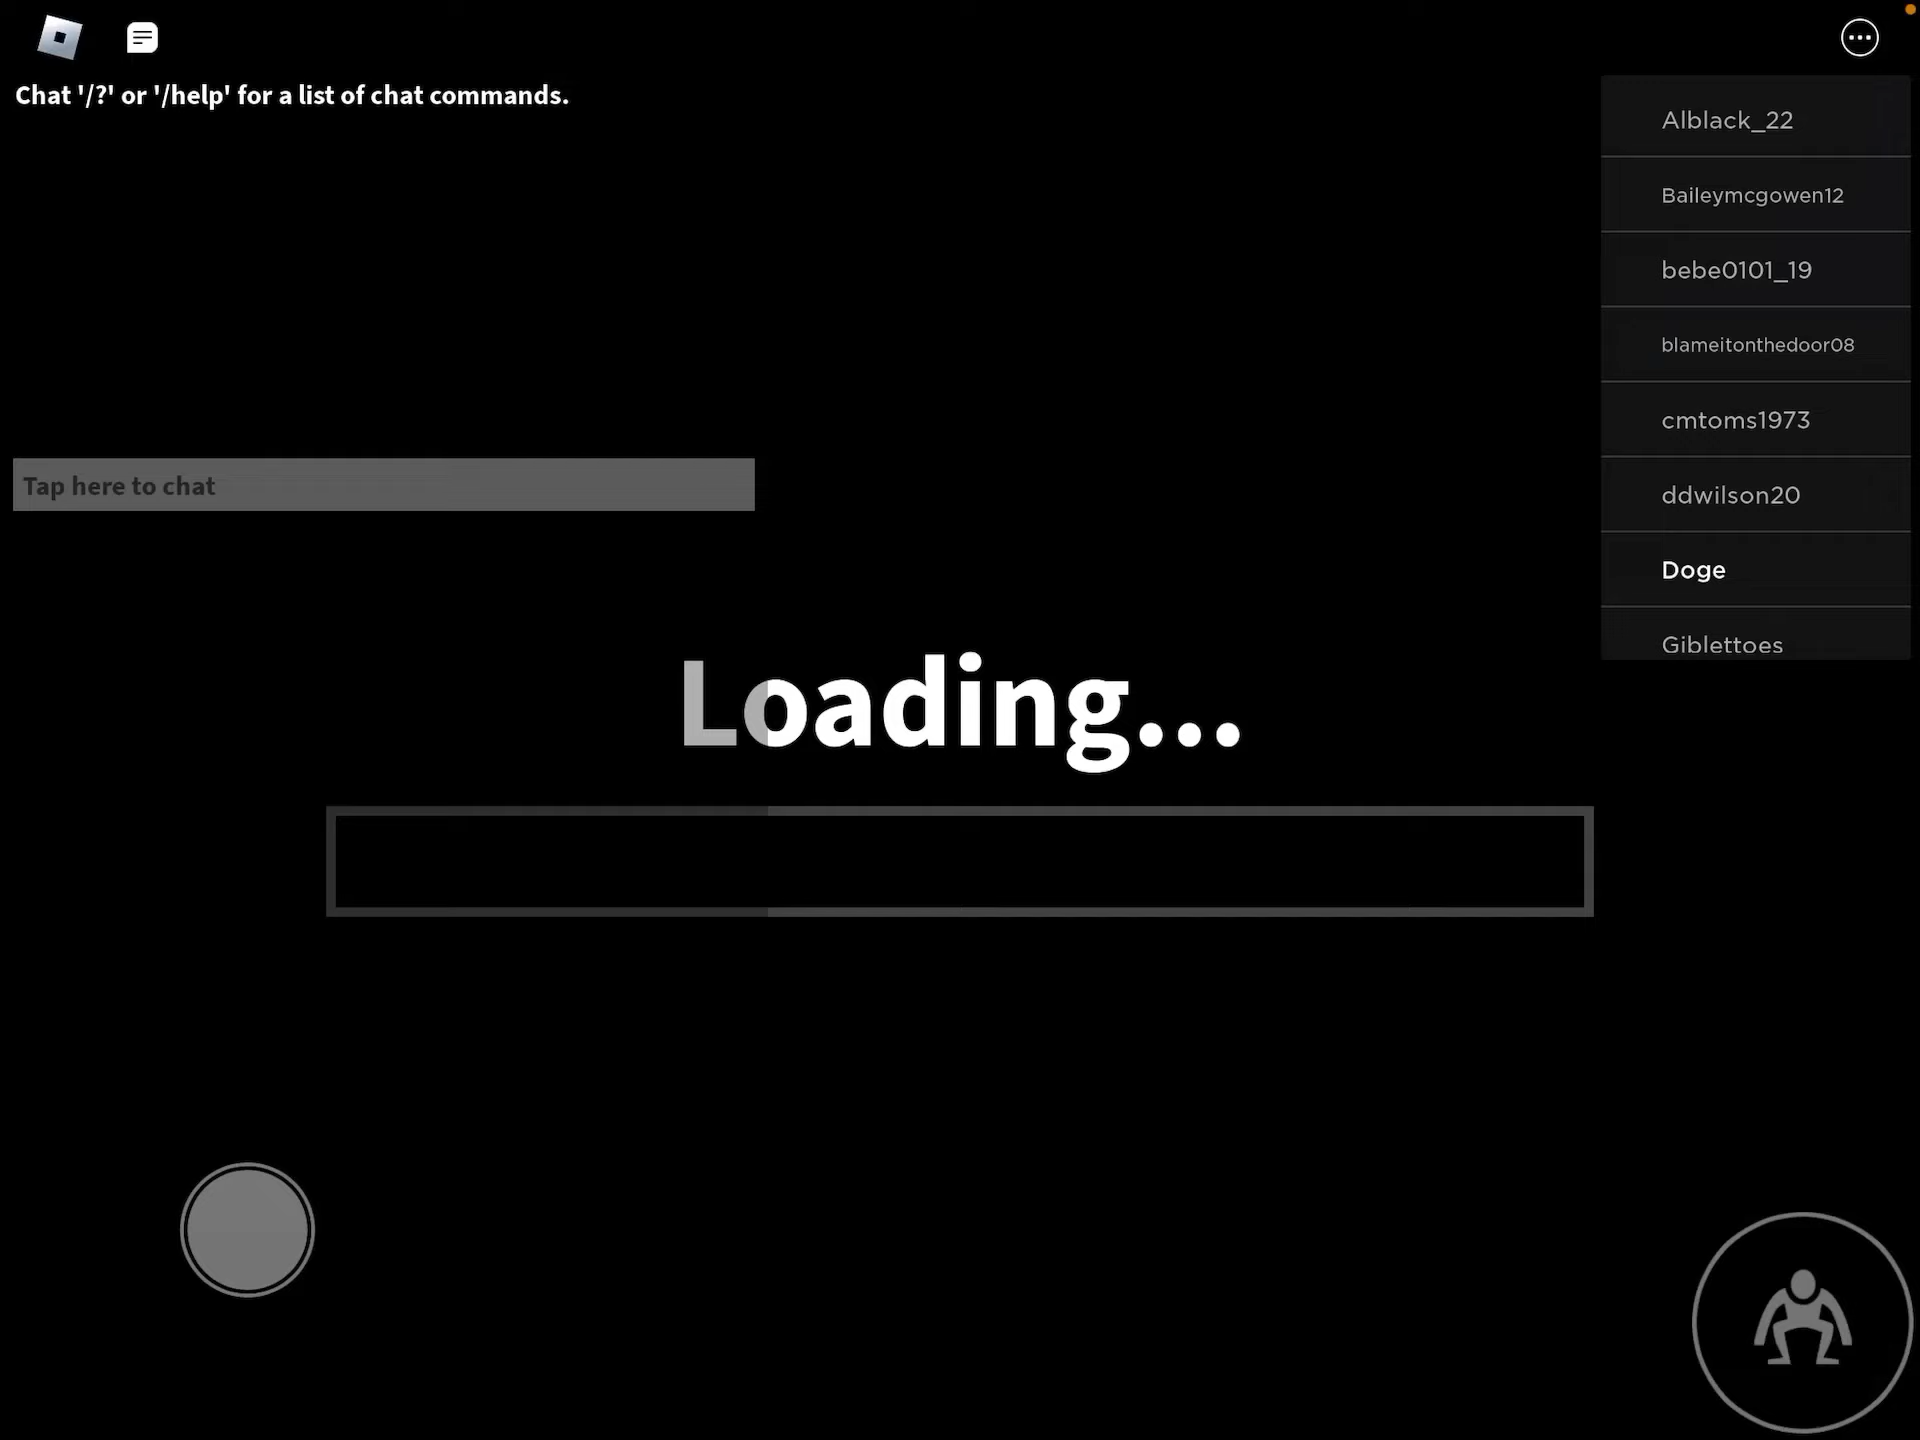 Chat '/?' or '/help' for a list of chat commands.
Alblack_22
Baileymcgowen12
bebe0101_19
blameitonthedoor08
cmtoms1973
Tap here to chat
ddwilson20
Doge
Giblettoes
Loading...